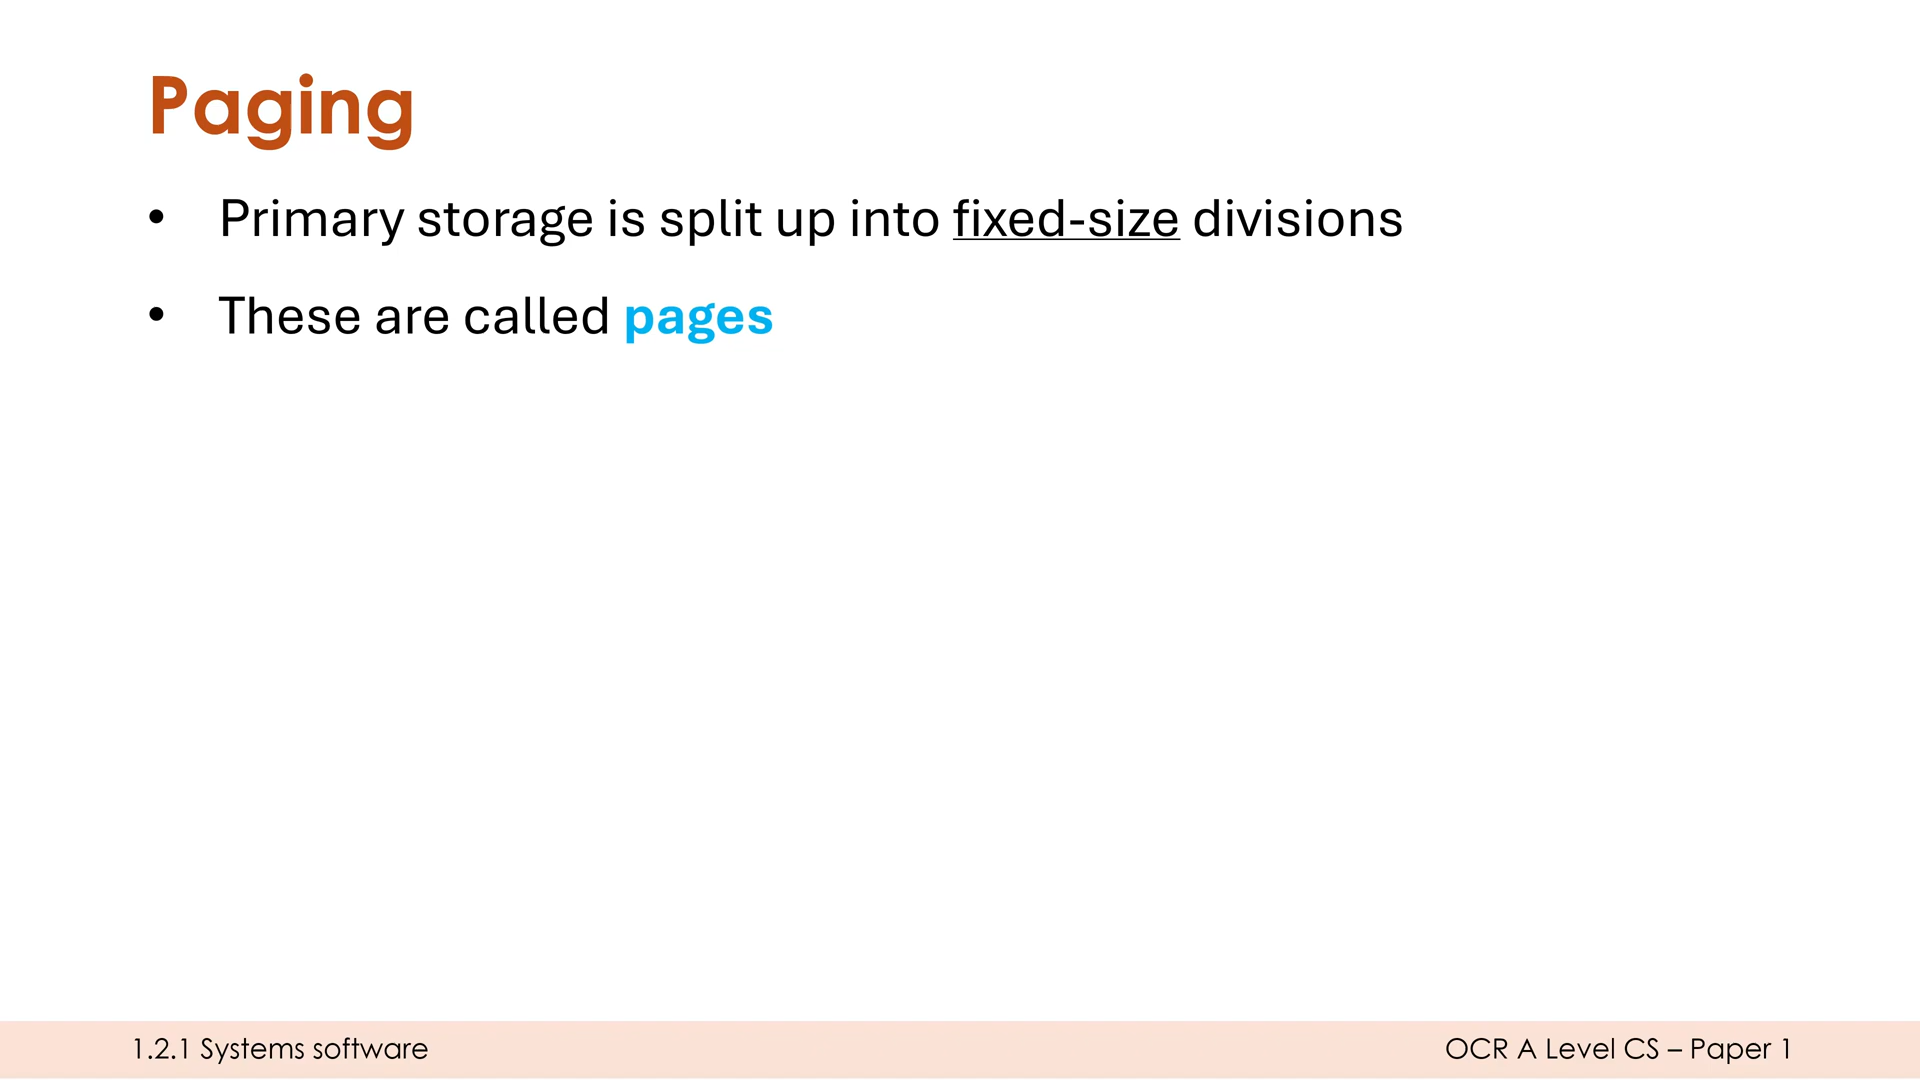 Paging
• Primary storage is split up into fixed-size divisions
• These are called pages
1.2.1 Systems software
OCR A Level CS – Paper 1